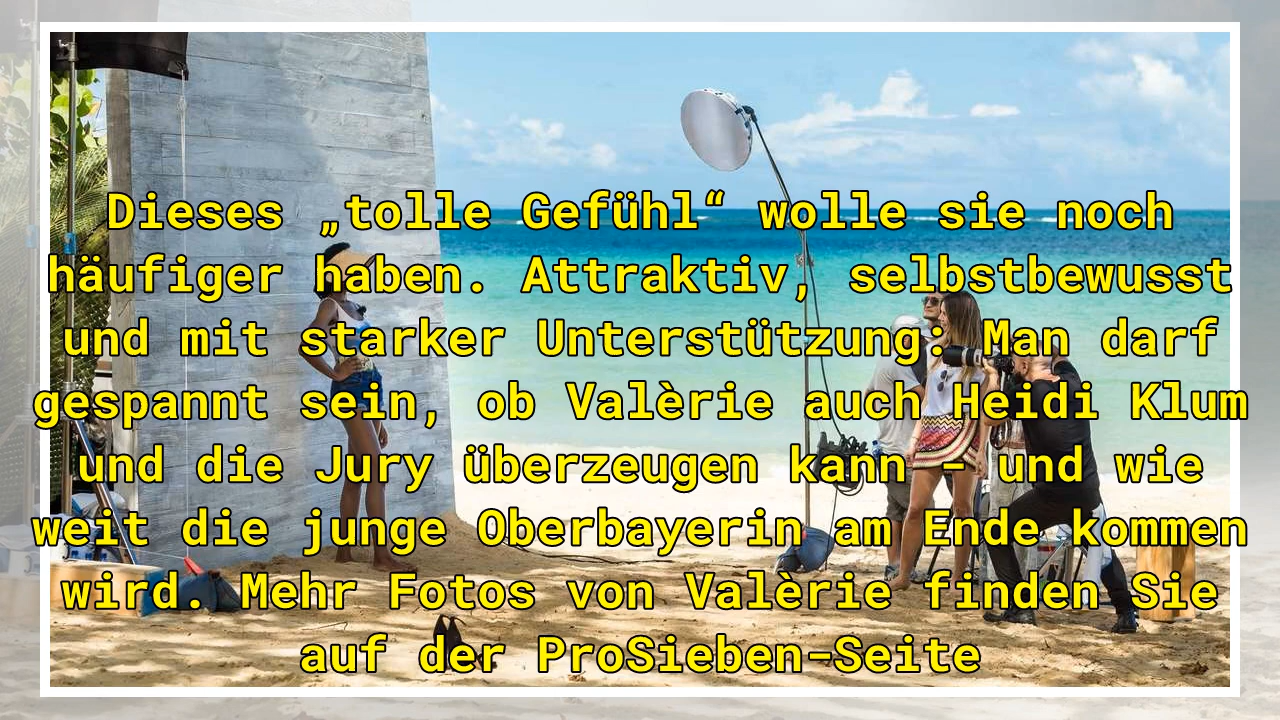 Dieses „tolle Gefühl“ wolle sie noch
häufiger haben. Attraktiv, selbstbewusst
und mit starker Unterstützung: Man darf
gespannt sein, ob Valèrie auch Heidi Klum
und die Jury überzeugen kann – und wie
weit die junge Oberbayerin am Ende kommen
wird. Mehr Fotos von Valèrie finden Sie
auf der ProSieben-Seite